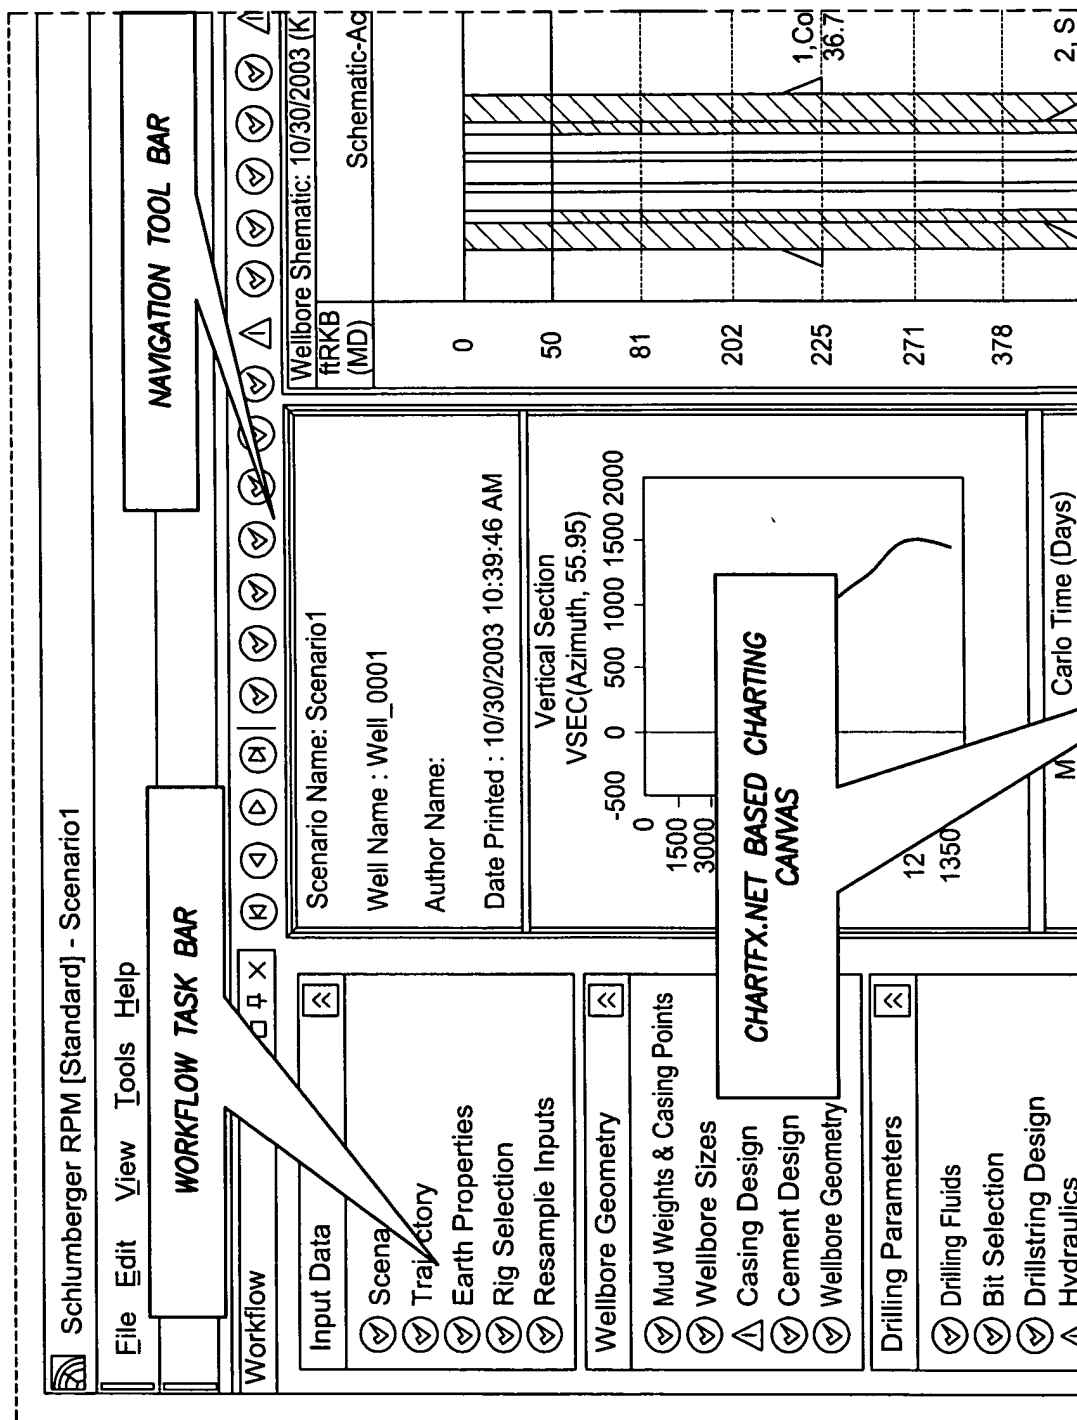 Schlumberger RPM [Standard] - Scenario1
File Edit View Tools Help
WORKFLOW TASK BAR
NAVIGATION TOOL BAR
Workflow
Input Data
Scena
Trajectory
Earth Properties
Rig Selection
Resample Inputs
Wellbore Geometry
Mud Weights & Casing Points
Wellbore Sizes
Casing Design
Cement Design
Wellbore Geometry
Drilling Parameters
Drilling Fluids
Bit Selection
Drillstring Design
Hydraulics
Scenario Name: Scenario1
Well Name : Well_0001
Author Name:
Date Printed : 10/30/2003 10:39:46 AM
Vertical Section
VSEC(Azimuth, 55.95)
-500 0 500 1000 1500 2000
0
1500
3000
12
1350
CHARTFX.NET BASED CHARTING
CANVAS
M Carlo Time (Days)
Wellbore Shematic: 10/30/2003 (K
ftRKB
(MD)
Schematic-Ac
0
50
81
202
225
271
378
1,Co
36.7
2, S